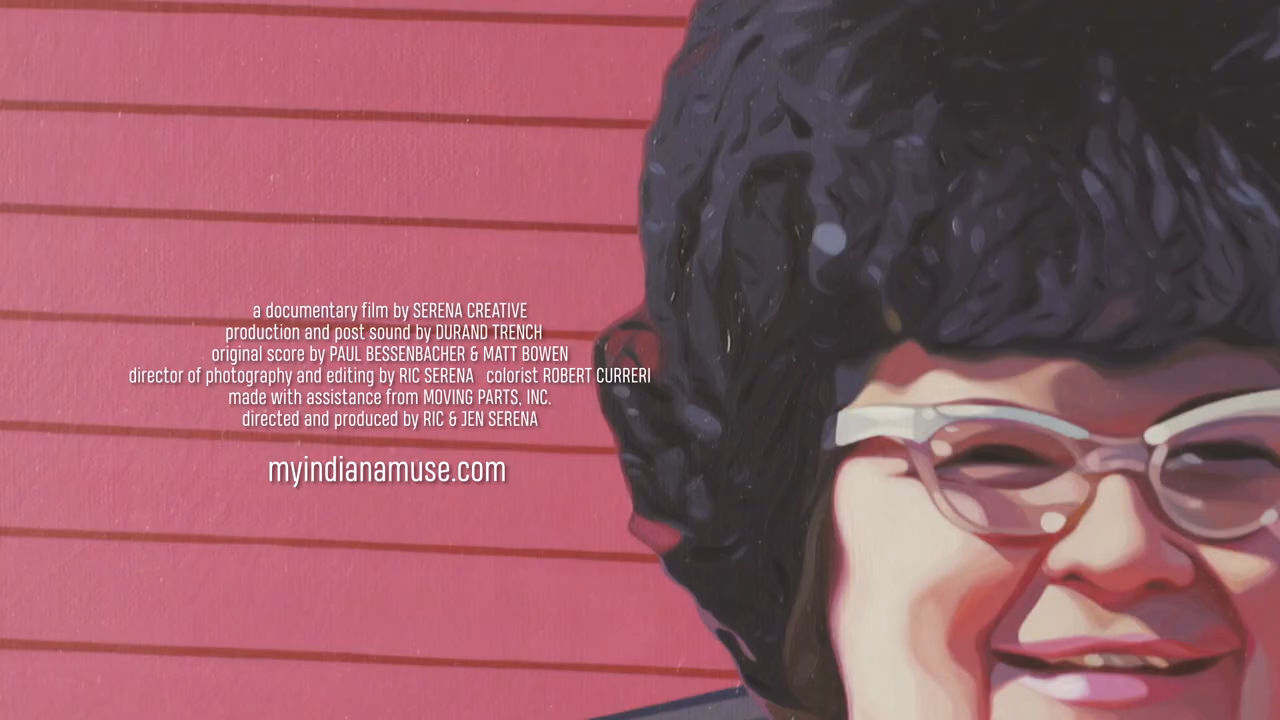 a documentary film by SERENA CREATIVE
production and post sound by DURAND TRENCH
original score by PAUL BESSENBACHER & MATT BOWEN
director of photography and editing by RIC SERENA colorist ROBERT CURRERI
made with assistance from MOVING PARTS, INC.
directed and produced by RIC & JEN SERENA
myindianamuse.com